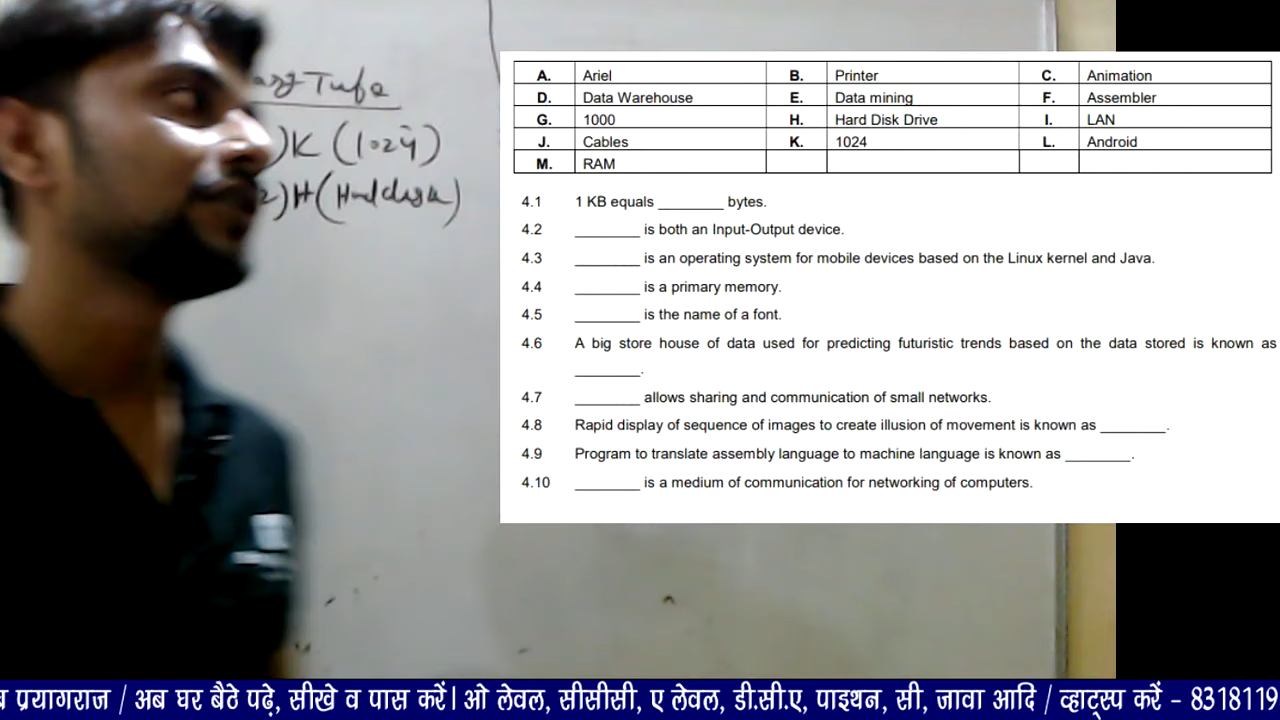 Tufe
)K (1024)
2)H(Hard disk)
A. Ariel B. Printer C. Animation
D. Data Warehouse E. Data mining F. Assembler
G. 1000 H. Hard Disk Drive I. LAN
J. Cables K. 1024 L. Android
M. RAM
4.1 1 KB equals ________ bytes.
4.2 ________ is both an Input-Output device.
4.3 ________ is an operating system for mobile devices based on the Linux kernel and Java.
4.4 ________ is a primary memory.
4.5 ________ is the name of a font.
4.6 A big store house of data used for predicting futuristic trends based on the data stored is known as
________.
4.7 ________ allows sharing and communication of small networks.
4.8 Rapid display of sequence of images to create illusion of movement is known as ________.
4.9 Program to translate assembly language to machine language is known as ________.
4.10 ________ is a medium of communication for networking of computers.
प्रयागराज / अब घर बैठे पढ़े, सीखे व पास करें। ओ लेवल, सीसीसी, ए लेवल, डी.सी.ए, पाइथन, सी, जावा आदि / व्हाट्स्प करें - 8318119